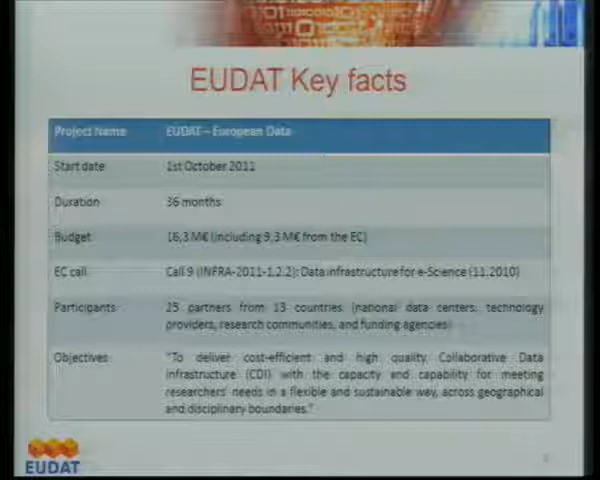 EUDAT Key facts
Project Name EUDAT – European Data
Start date 1st October 2011
Duration 36 months
Budget 16,3 M€ (including 9,3 M€ from the EC)
EC call Call 9 (INFRA-2011-1.2.2): Data infrastructure for e-Science (11.2010)
Participants 25 partners from 13 countries (national data centers, technology
providers, research communities, and funding agencies)
Objectives "To deliver cost-efficient and high quality Collaborative Data
Infrastructure (CDI) with the capacity and capability for meeting
researchers' needs in a flexible and sustainable way, across geographical
and disciplinary boundaries."
EUDAT